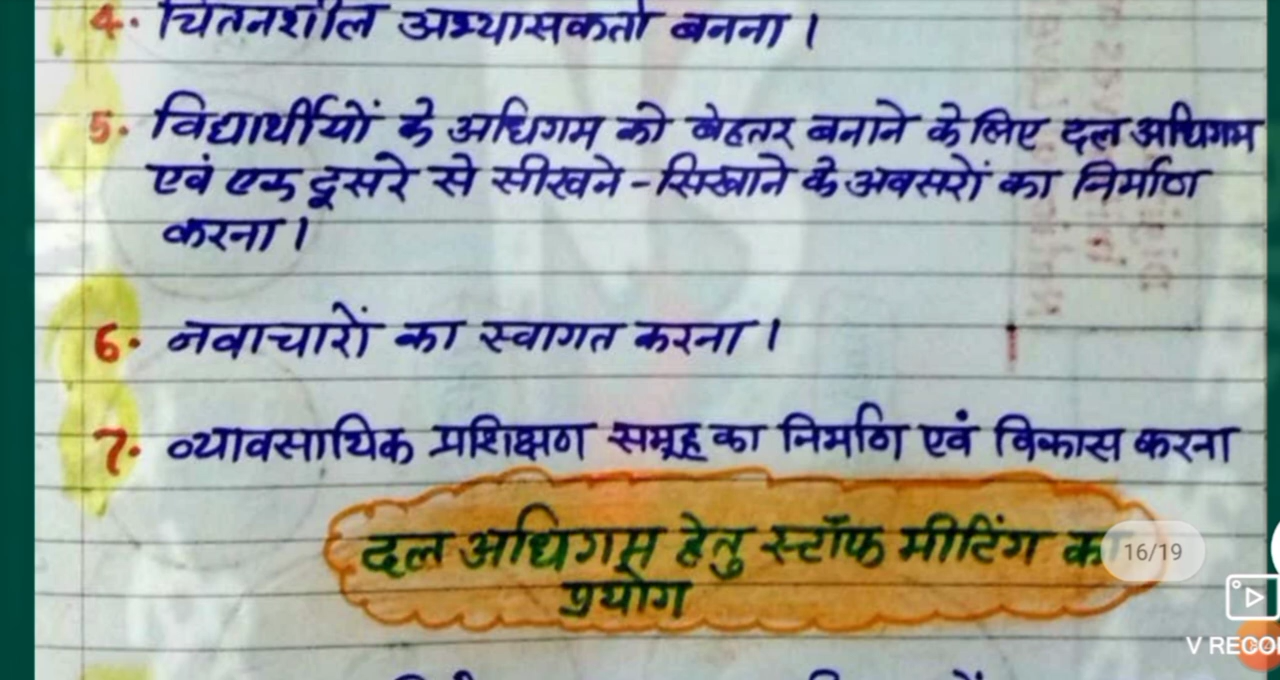 4. चिंतनशील अभ्यासकर्ता बनना।
5. विद्यार्थीयों के अधिगम को बेहतर बनाने के लिए दल अधिगम
एवं एक दूसरे से सीखने-सिखाने के अवसरों का निर्माण
करना।
6. नवाचारों का स्वागत करना।
7. व्यावसायिक प्रशिक्षण समूह का निर्माण एवं विकास करना
दल अधिगम हेतु स्टॉफ मीटिंग का
प्रयोग
16/19
V RECO